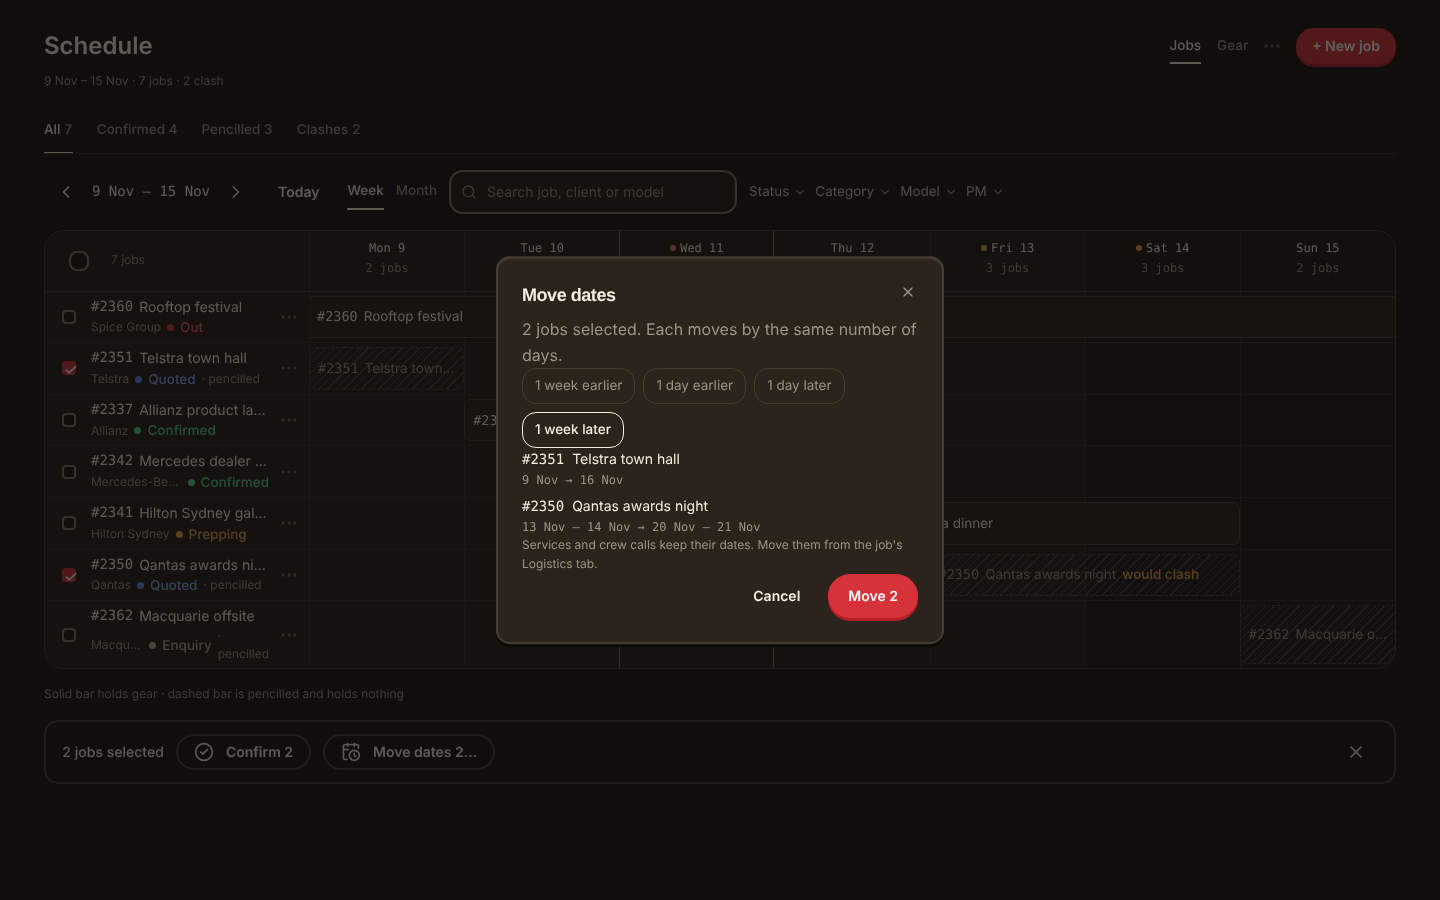 Schedule
Jobs Gear ··· + New job
9 Nov – 15 Nov · 7 jobs · 2 clash
All 7 Confirmed 4 Pencilled 3 Clashes 2
9 Nov – 15 Nov Today Week Month Search job, client or model Status Category Model PM
7 jobs
Mon 9 Tue 10 Wed 11 Thu 12 Fri 13 Sat 14 Sun 15
2 jobs 3 jobs 3 jobs 2 jobs
#2360 Rooftop festival
Spice Group Out
#2360 Rooftop festival
#2351 Telstra town hall
Telstra Quoted · pencilled
#2351 Telstra town…
#2337 Allianz product la…
Allianz Confirmed
#23
#2342 Mercedes dealer …
Mercedes-Be… Confirmed
#2341 Hilton Sydney gal…
Hilton Sydney Prepping
a dinner
#2350 Qantas awards ni…
Qantas Quoted · pencilled
2350 Qantas awards night would clash
#2362 Macquarie offsite
Macqu… Enquiry · pencilled
#2362 Macquarie o…
Move dates
2 jobs selected. Each moves by the same number of
days.
1 week earlier 1 day earlier 1 day later
1 week later
#2351 Telstra town hall
9 Nov → 16 Nov
#2350 Qantas awards night
13 Nov – 14 Nov → 20 Nov – 21 Nov
Services and crew calls keep their dates. Move them from the job's
Logistics tab.
Cancel Move 2
Solid bar holds gear · dashed bar is pencilled and holds nothing
2 jobs selected Confirm 2 Move dates 2…